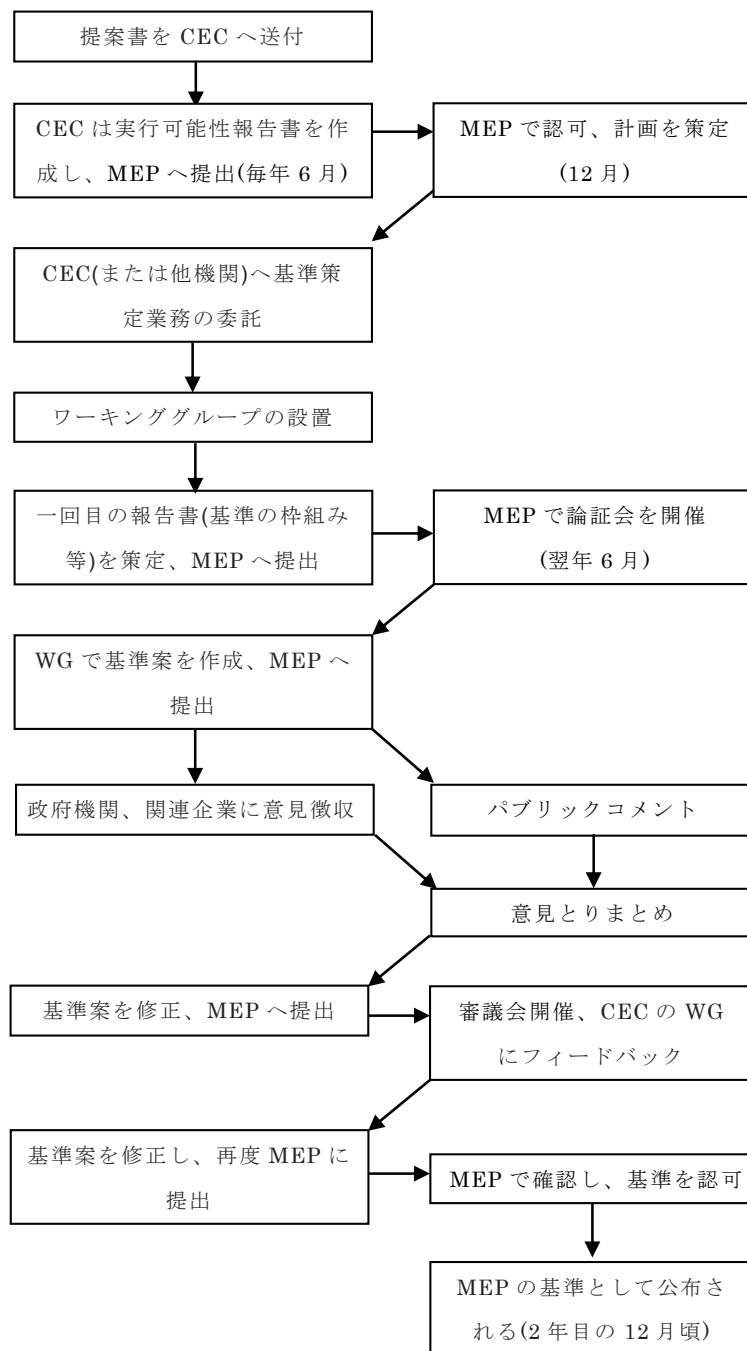 提案書を CEC へ送付
CEC は実行可能性報告書を作
成し、MEP へ提出(毎年 6 月)
MEP で認可、計画を策定
(12 月)
CEC(または他機関)へ基準策
定業務の委託
ワーキンググループの設置
一回目の報告書(基準の枠組み
等)を策定、MEP へ提出
MEP で論証会を開催
(翌年 6 月)
WG で基準案を作成、MEP へ
提出
政府機関、関連企業に意見徴収
パブリックコメント
意見とりまとめ
基準案を修正、MEP へ提出
審議会開催、CEC の WG
にフィードバック
基準案を修正し、再度 MEP に
提出
MEP で確認し、基準を認可
MEP の基準として公布さ
れる(2 年目の 12 月頃)